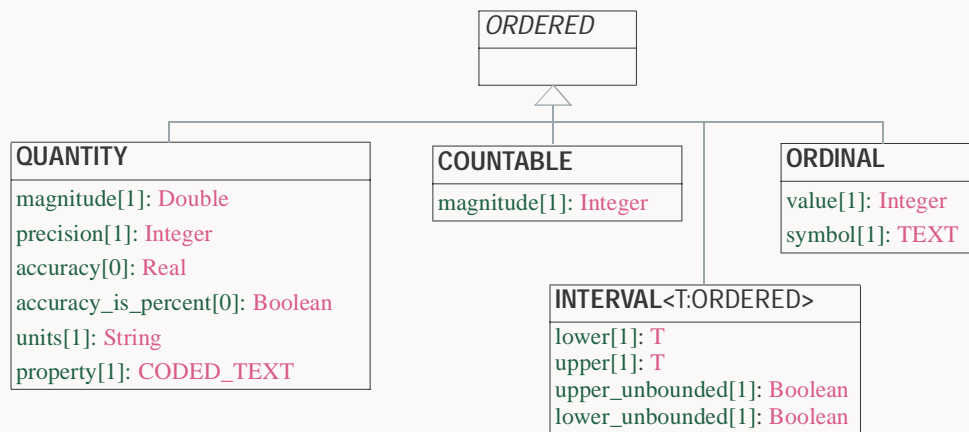 ORDERED
QUANTITY
magnitude[1]: Double
precision[1]: Integer
accuracy[0]: Real
accuracy_is_percent[0]: Boolean
units[1]: String
property[1]: CODED_TEXT
COUNTABLE
magnitude[1]: Integer
ORDINAL
value[1]: Integer
symbol[1]: TEXT
INTERVAL<T:ORDERED>
lower[1]: T
upper[1]: T
upper_unbounded[1]: Boolean
lower_unbounded[1]: Boolean